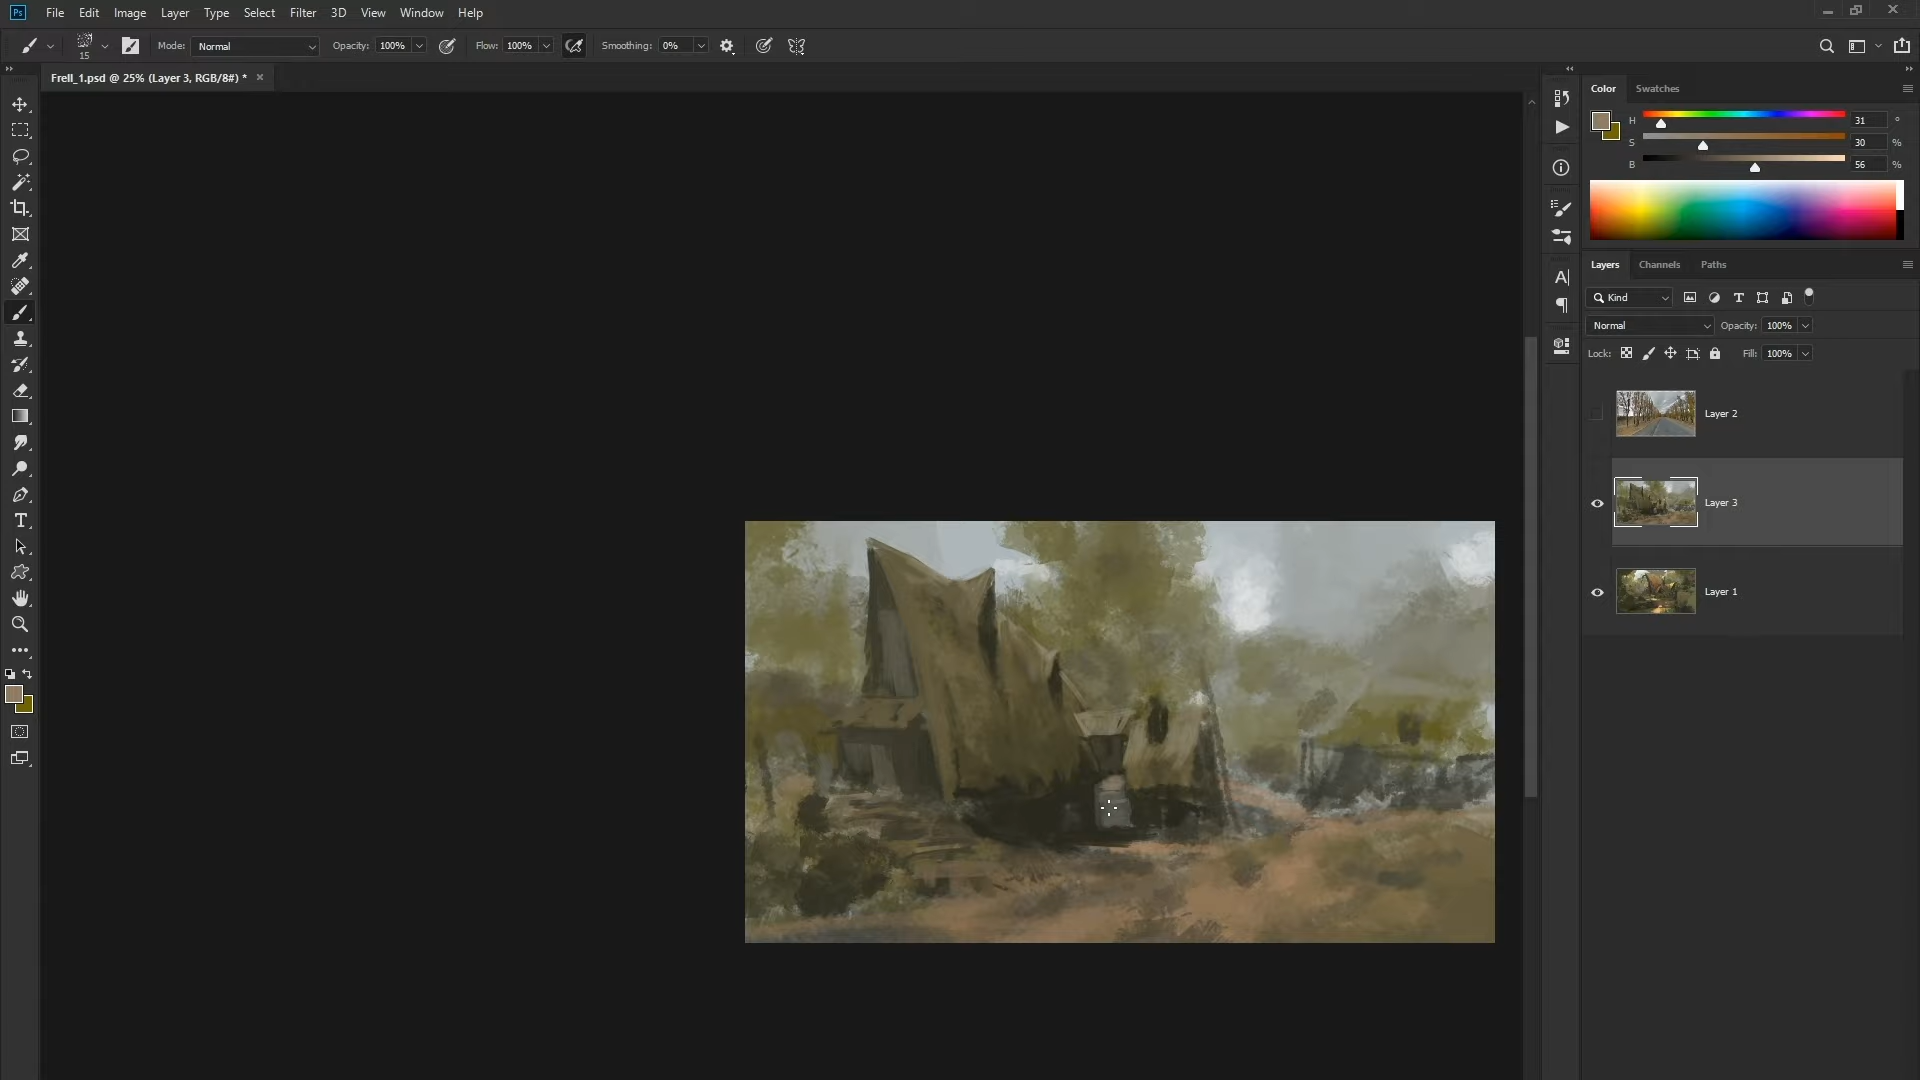 Ps File Edit Image Layer Type Select Filter 3D View Window Help
15 Mode: Normal Opacity: 100% Flow: 100% Smoothing: 0%
Frell_1.psd @ 25% (Layer 3, RGB/8#) *
Color Swatches
H 31 °
S 30 %
B 56 %
Layers Channels Paths
Kind
Normal Opacity: 100%
Lock: Fill: 100%
Layer 2
Layer 3
Layer 1